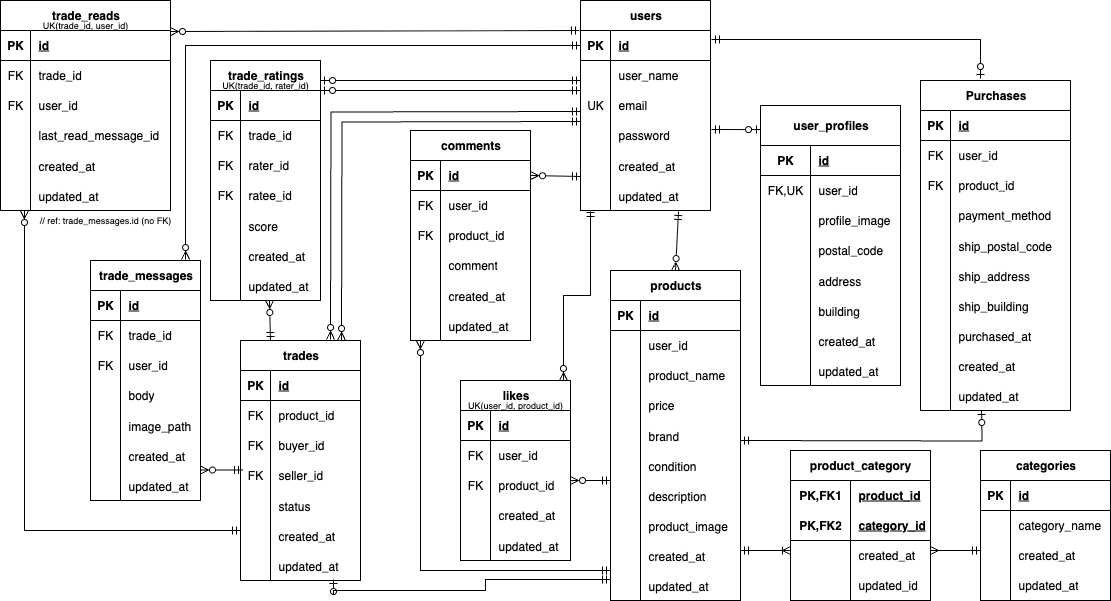 trade_reads
UK(trade_id, user_id)
PK id
FK trade_id
FK user_id
last_read_message_id
created_at
updated_at
// ref: trade_messages.id (no FK)
trade_ratings
UK(trade_id, rater_id)
PK id
FK trade_id
FK rater_id
FK ratee_id
score
created_at
updated_at
users
PK id
user_name
UK email
password
created_at
updated_at
comments
PK id
FK user_id
FK product_id
comment
created_at
updated_at
user_profiles
PK id
FK,UK user_id
profile_image
postal_code
address
building
created_at
updated_at
Purchases
PK id
FK user_id
FK product_id
payment_method
ship_postal_code
ship_address
ship_building
purchased_at
created_at
updated_at
trade_messages
PK id
FK trade_id
FK user_id
body
image_path
created_at
updated_at
trades
PK id
FK product_id
FK buyer_id
FK seller_id
status
created_at
updated_at
likes
UK(user_id, product_id)
PK id
FK user_id
FK product_id
created_at
updated_at
products
PK id
user_id
product_name
price
brand
condition
description
product_image
created_at
updated_at
product_category
PK,FK1 product_id
PK,FK2 category_id
created_at
updated_id
categories
PK id
category_name
created_at
updated_at